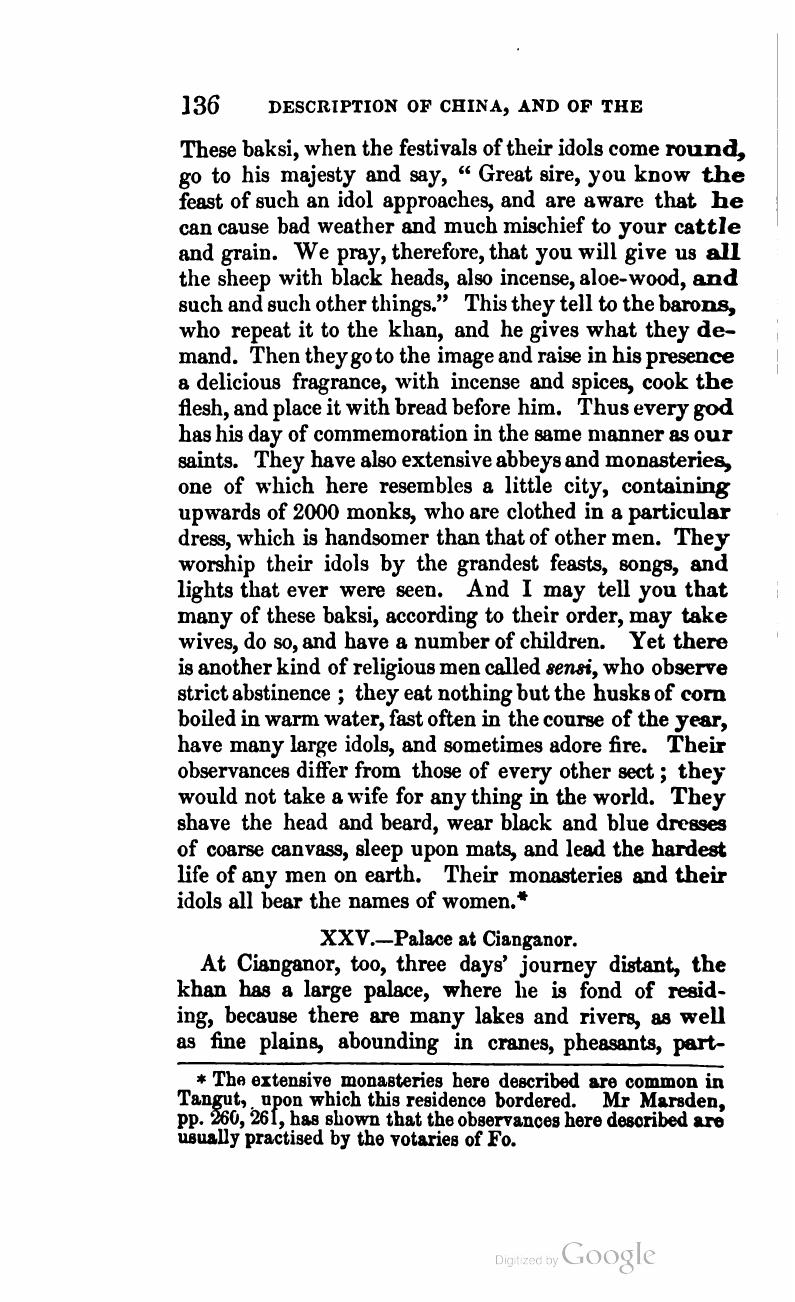 136 DESCRIPTION OF CHINA, AND OF THE
These baksi, when the festivals of their idols come round,
go to his majesty and say, “ Great sire, you know the
feast of such an idol approaches, and are aware that he
can cause bad weather and much mischief to your cattle
and grain. We pray, therefore, that you will give us all
the sheep with black heads, also incense, aloe-wood, and
such and such other things.” This they tell to the barons,
who repeat it to the khan, and he gives what they de-
mand. Then they go to the image and raise in his presence
a delicious fragrance, with incense and spices, cook the
flesh, and place it with bread before him. Thus every god
has his day of commemoration in the same manner as our
saints. They have also extensive abbeys and monasteries,
one of which here resembles a little city, containing
upwards of 2000 monks, who are clothed in a particular
dress, which is handsomer than that of other men. They
worship their idols by the grandest feasts, songs, and
lights that ever were seen. And I may tell you that
many of these baksi, according to their order, may take
wives, do so, and have a number of children. Yet there
is another kind of religious men called sensi, who observe
strict abstinence ; they eat nothing but the husks of corn
boiled in warm water, fast often in the course of the year,
have many large idols, and sometimes adore fire. Their
observances differ from those of every other sect ; they
would not take a wife for any thing in the world. They
shave the head and beard, wear black and blue dresses
of coarse canvass, sleep upon mats, and lead the hardest
life of any men on earth. Their monasteries and their
idols all bear the names of women.*
XXV.—Palace at Cianganor.
At Cianganor, too, three days’ journey distant, the
khan has a large palace, where he is fond of resid-
ing, because there are many lakes and rivers, as well
as fine plains, abounding in cranes, pheasants, part-
* The extensive monasteries here described are common in
Tangut, upon which this residence bordered. Mr Marsden,
pp. 260, 261, has shown that the observances here described are
usually practised by the votaries of Fo.
Digitized by Google